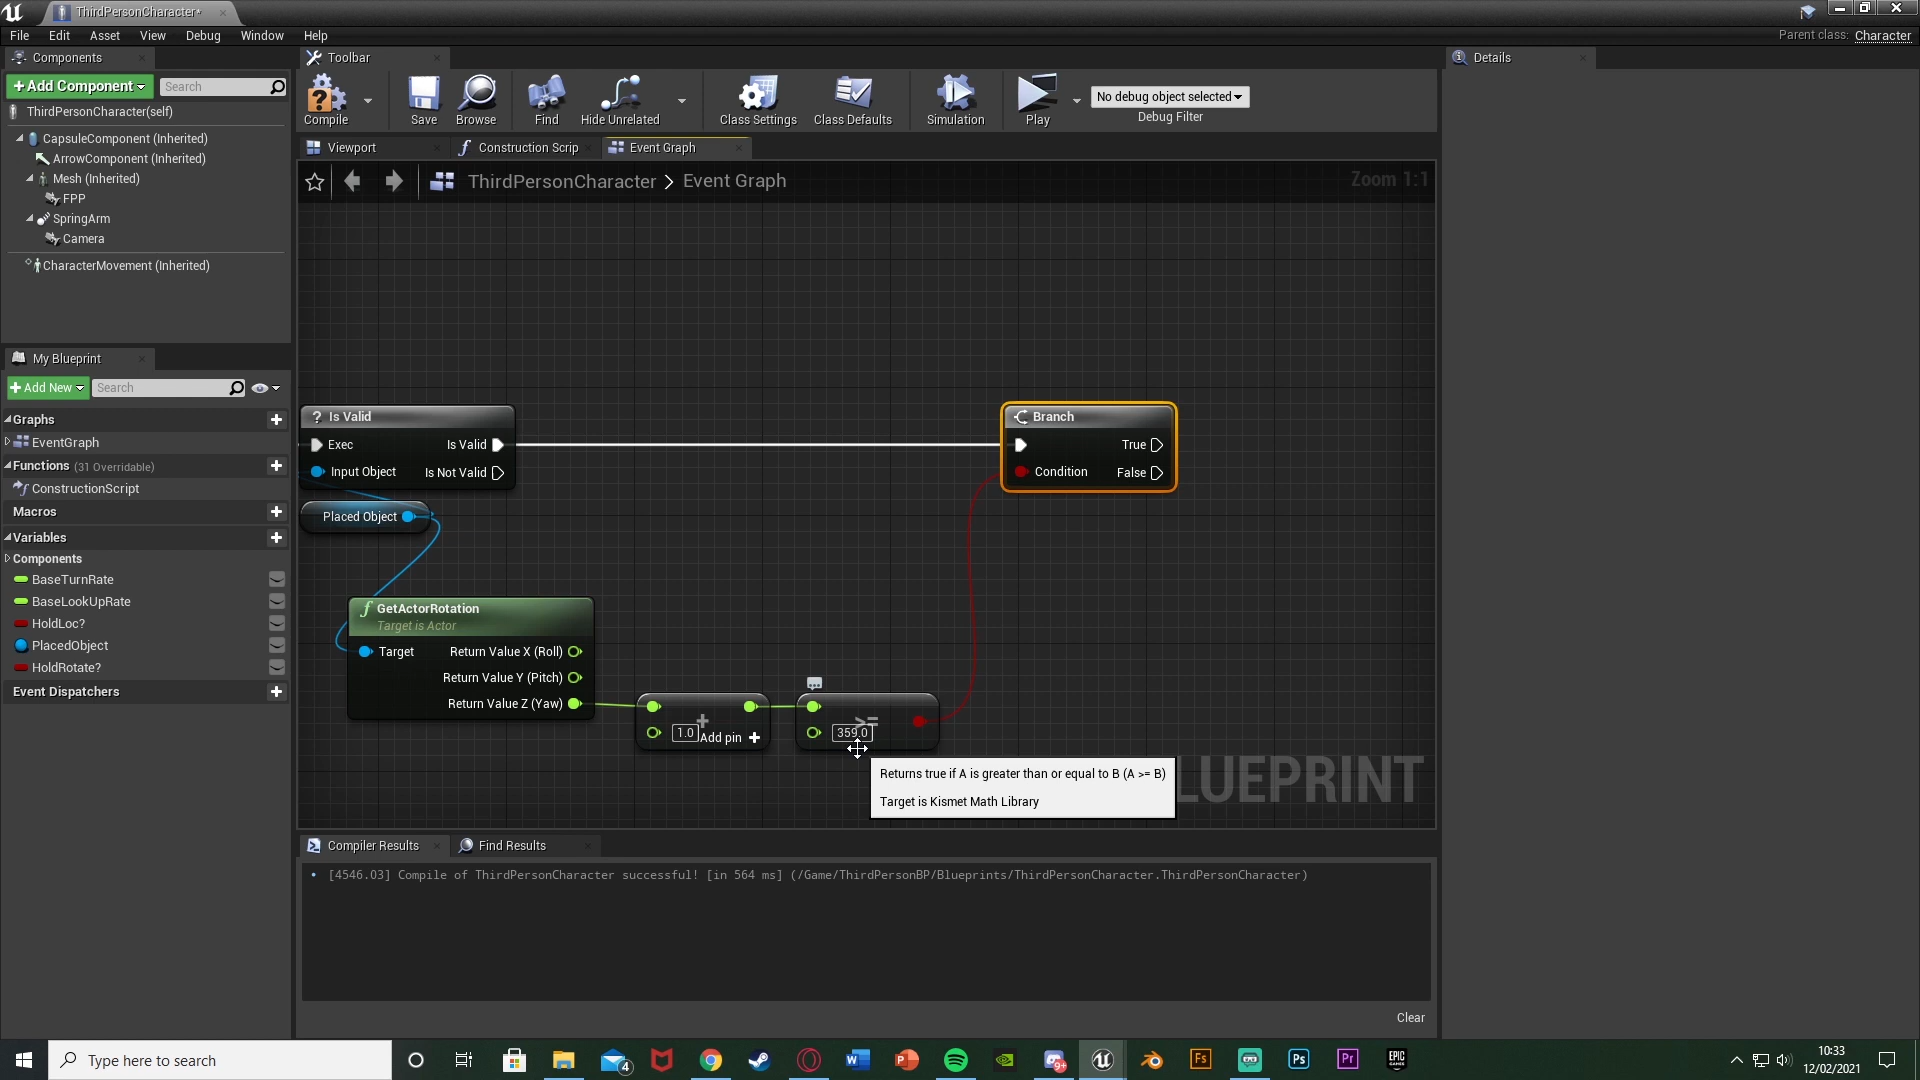 ThirdPersonCharacter*
File Edit Asset View Debug Window Help
Parent class: Character
Components
Toolbar
Details
+Add Component
Search
ThirdPersonCharacter(self)
CapsuleComponent (Inherited)
ArrowComponent (Inherited)
Mesh (Inherited)
FPP
SpringArm
Camera
CharacterMovement (Inherited)
Compile
Save
Browse
Find
Hide Unrelated
Class Settings
Class Defaults
Simulation
Play
No debug object selected
Debug Filter
Viewport
Construction Scrip
Event Graph
ThirdPersonCharacter > Event Graph
Zoom 1:1
My Blueprint
+Add New
Search
Graphs
EventGraph
Functions (31 Overridable)
ConstructionScript
Macros
Variables
Components
BaseTurnRate
BaseLookUpRate
HoldLoc?
PlacedObject
HoldRotate?
Event Dispatchers
? Is Valid
Exec
Is Valid
Input Object
Is Not Valid
Placed Object
Branch
True
Condition
False
f GetActorRotation
Target is Actor
Target
Return Value X (Roll)
Return Value Y (Pitch)
Return Value Z (Yaw)
+
1.0
Add pin +
>=
359.0
Returns true if A is greater than or equal to B (A >= B)
Target is Kismet Math Library
LUEPRINT
Compiler Results
Find Results
• [4546.03] Compile of ThirdPersonCharacter successful! [in 564 ms] (/Game/ThirdPersonBP/Blueprints/ThirdPersonCharacter.ThirdPersonCharacter)
Clear
Type here to search
4
9+
Fs
Ps
Pr
EPIC
GAMES
10:33
12/02/2021